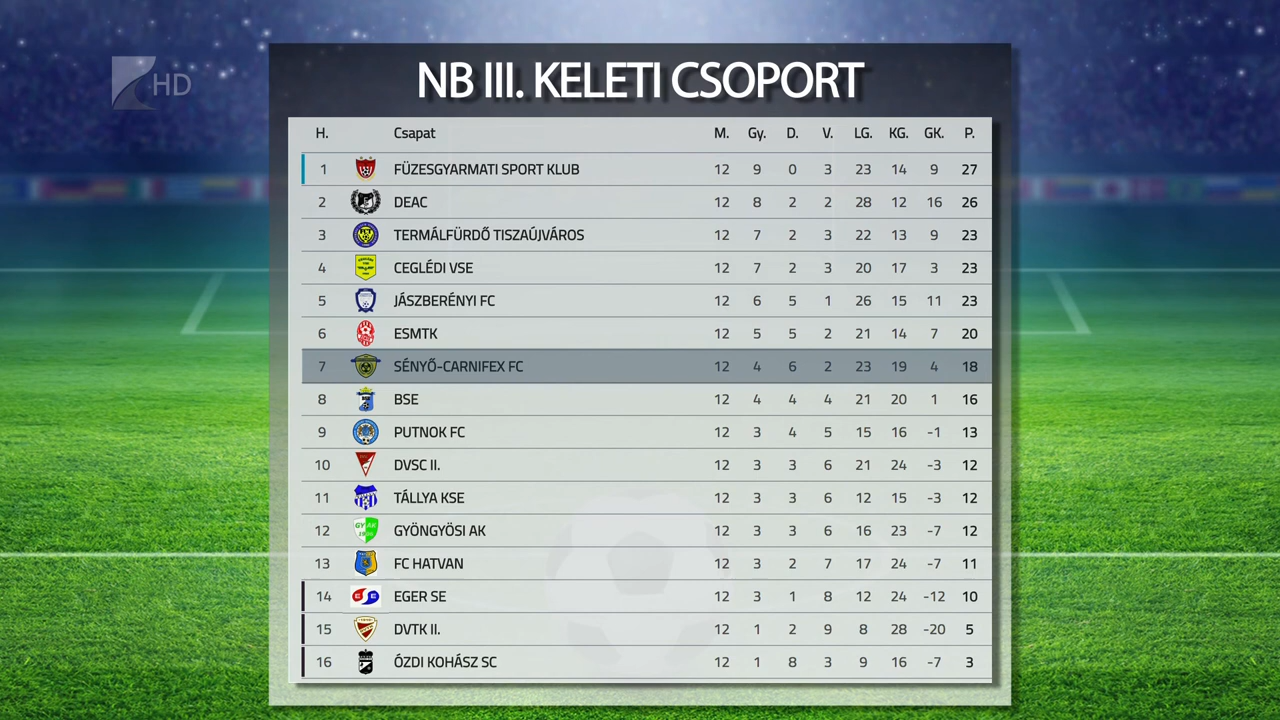 HD
NB III. KELETI CSOPORT
H. Csapat M. Gy. D. V. LG. KG. GK. P.
1 FÜZESGYARMATI SPORT KLUB 12 9 0 3 23 14 9 27
2 DEAC 12 8 2 2 28 12 16 26
3 TERMÁLFÜRDŐ TISZAÚJVÁROS 12 7 2 3 22 13 9 23
4 CEGLÉDI VSE 12 7 2 3 20 17 3 23
5 JÁSZBERÉNYI FC 12 6 5 1 26 15 11 23
6 ESMTK 12 5 5 2 21 14 7 20
7 SÉNYŐ-CARNIFEX FC 12 4 6 2 23 19 4 18
8 BSE 12 4 4 4 21 20 1 16
9 PUTNOK FC 12 3 4 5 15 16 -1 13
10 DVSC II. 12 3 3 6 21 24 -3 12
11 TÁLLYA KSE 12 3 3 6 12 15 -3 12
12 GYÖNGYÖSI AK 12 3 3 6 16 23 -7 12
13 FC HATVAN 12 3 2 7 17 24 -7 11
14 EGER SE 12 3 1 8 12 24 -12 10
15 DVTK II. 12 1 2 9 8 28 -20 5
16 ÓZDI KOHÁSZ SC 12 1 8 3 9 16 -7 3